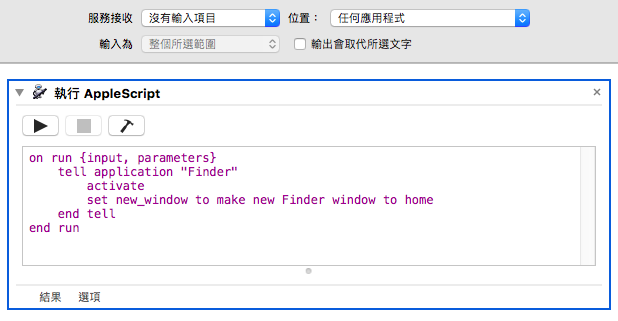 服務接收 沒有輸入項目 位置： 任何應用程式
輸入為 整個所選範圍 輸出會取代所選文字
執行 AppleScript
on run {input, parameters}
    tell application "Finder"
        activate
        set new_window to make new Finder window to home
    end tell
end run
結果 選項